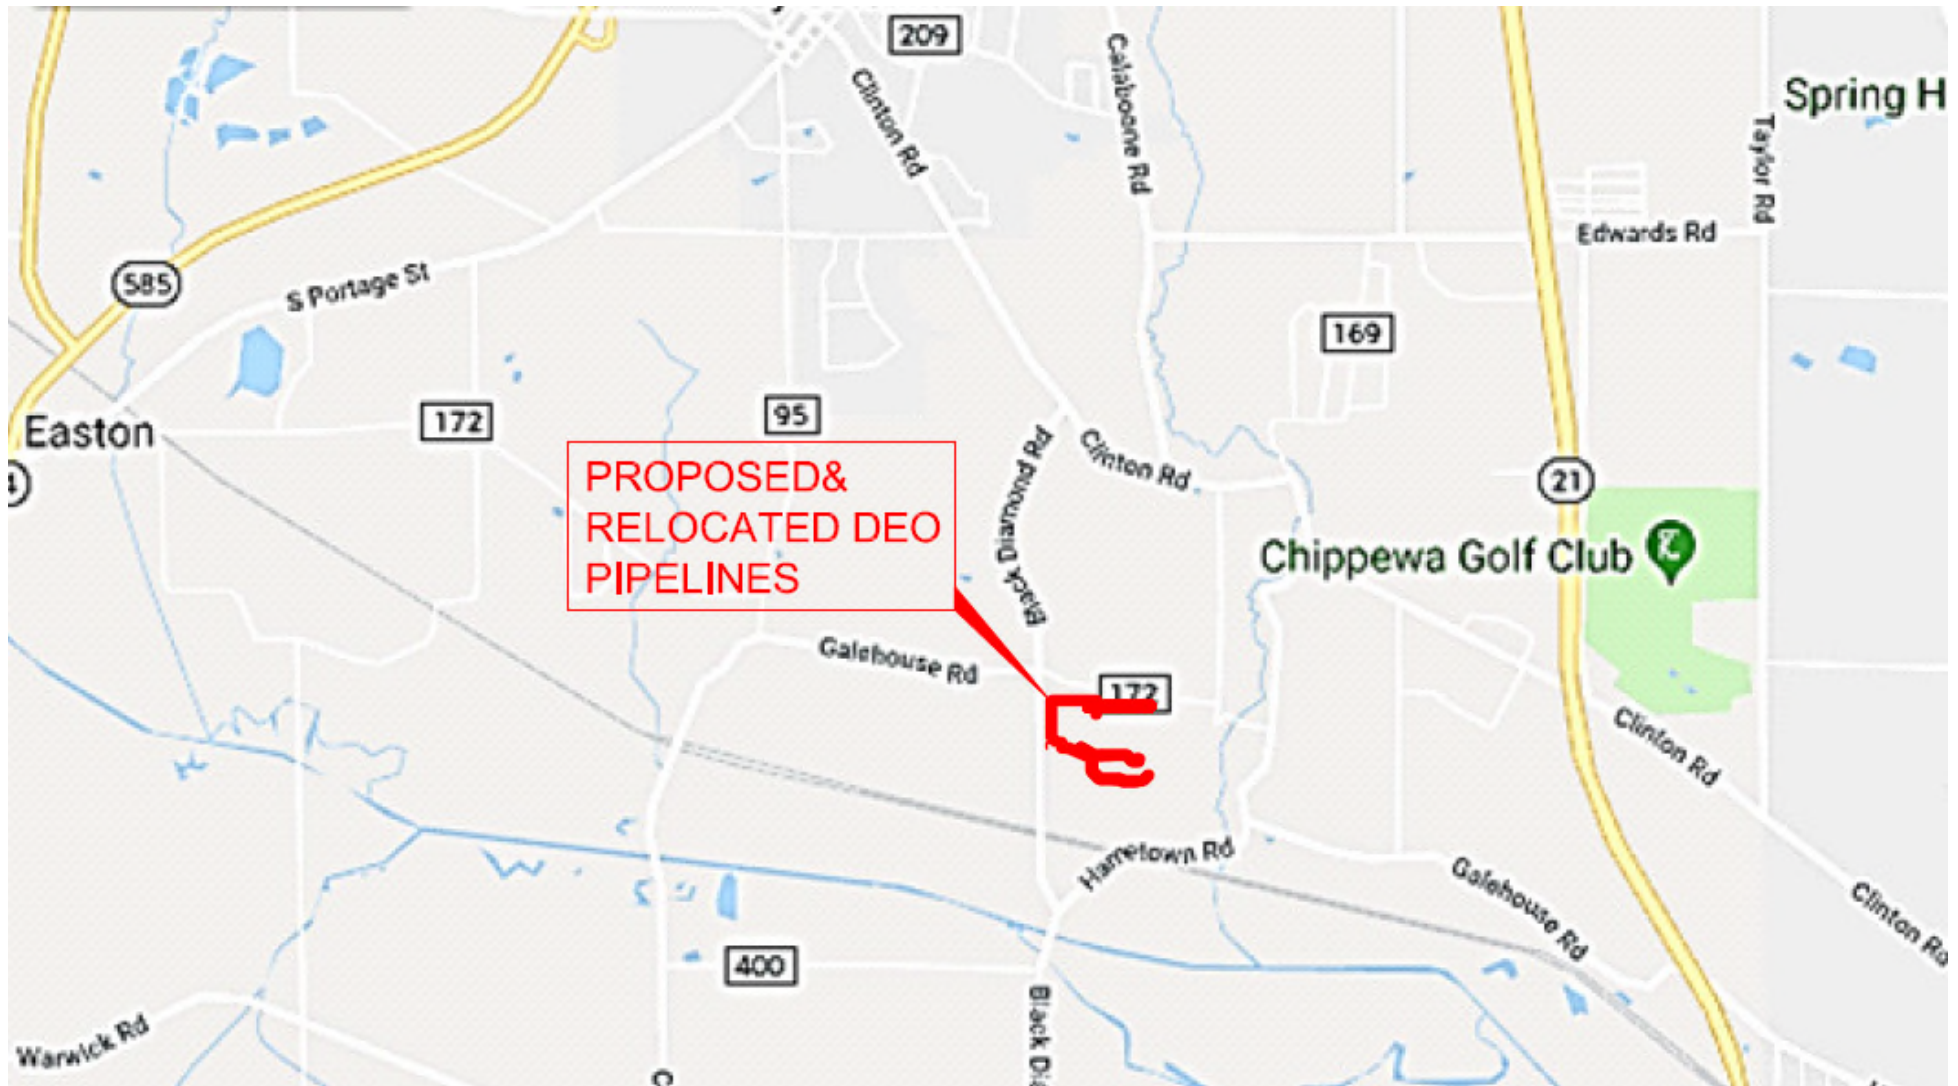 209
Clinton Rd
Calaboone Rd
Spring H
Taylor Rd
Edwards Rd
585
S Portage St
169
Easton
172
95
Black Diamond Rd
Clinton Rd
21
4
PROPOSED&
RELOCATED DEO
PIPELINES
Chippewa Golf Club
Galehouse Rd
172
Clinton Rd
Hametown Rd
Galehouse Rd
Clinton Rd
400
Black Dia
Warwick Rd
C